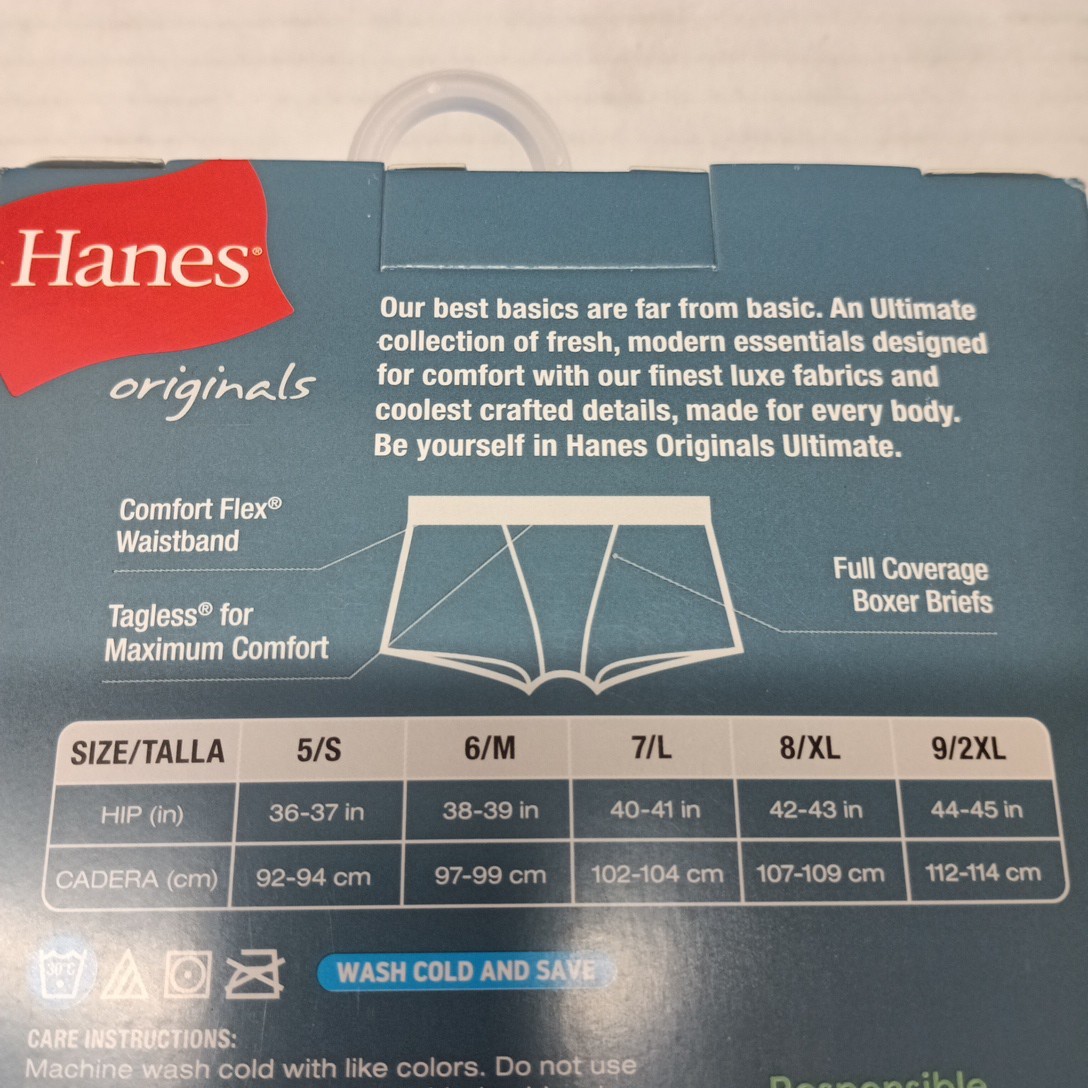 Hanes®
originals
Our best basics are far from basic. An Ultimate
collection of fresh, modern essentials designed
for comfort with our finest luxe fabrics and
coolest crafted details, made for every body.
Be yourself in Hanes Originals Ultimate.
Comfort Flex®
Waistband
Tagless® for
Maximum Comfort
Full Coverage
Boxer Briefs
SIZE/TALLA 5/S 6/M 7/L 8/XL 9/2XL
HIP (in) 36-37 in 38-39 in 40-41 in 42-43 in 44-45 in
CADERA (cm) 92-94 cm 97-99 cm 102-104 cm 107-109 cm 112-114 cm
30°C
WASH COLD AND SAVE
CARE INSTRUCTIONS:
Machine wash cold with like colors. Do not use
Responsible